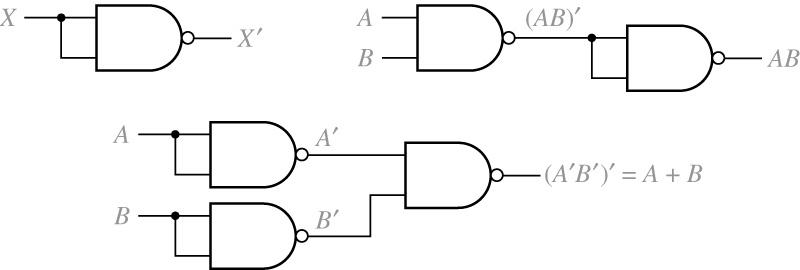 X
X′
A
B
(AB)′
AB
A
A′
B
B′
(A′B′)′ = A + B